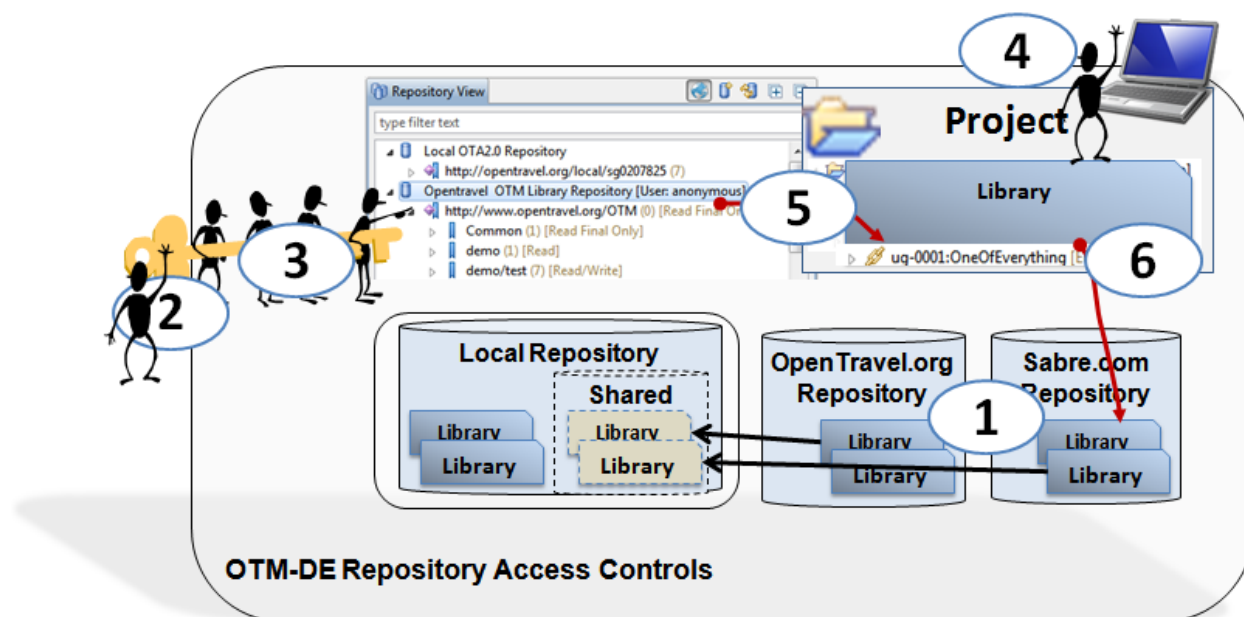 4
Repository View
type filter text
Local OTA2.0 Repository
http://opentravel.org/local/sg0207825 (7)
Opentravel OTM Library Repository [User: anonymous]
http://www.opentravel.org/OTM (0) [Read Final On
Common (1) [Read Final Only]
demo (1) [Read]
demo/test (7) [Read/Write]
Project
Library
uq-0001:OneOfEverything [E
5
6
3
2
Local Repository
Shared
Library
Library
Library
Library
OpenTravel.org
Repository
Library
Library
1
Sabre.com
Repository
Library
Library
OTM-DE Repository Access Controls